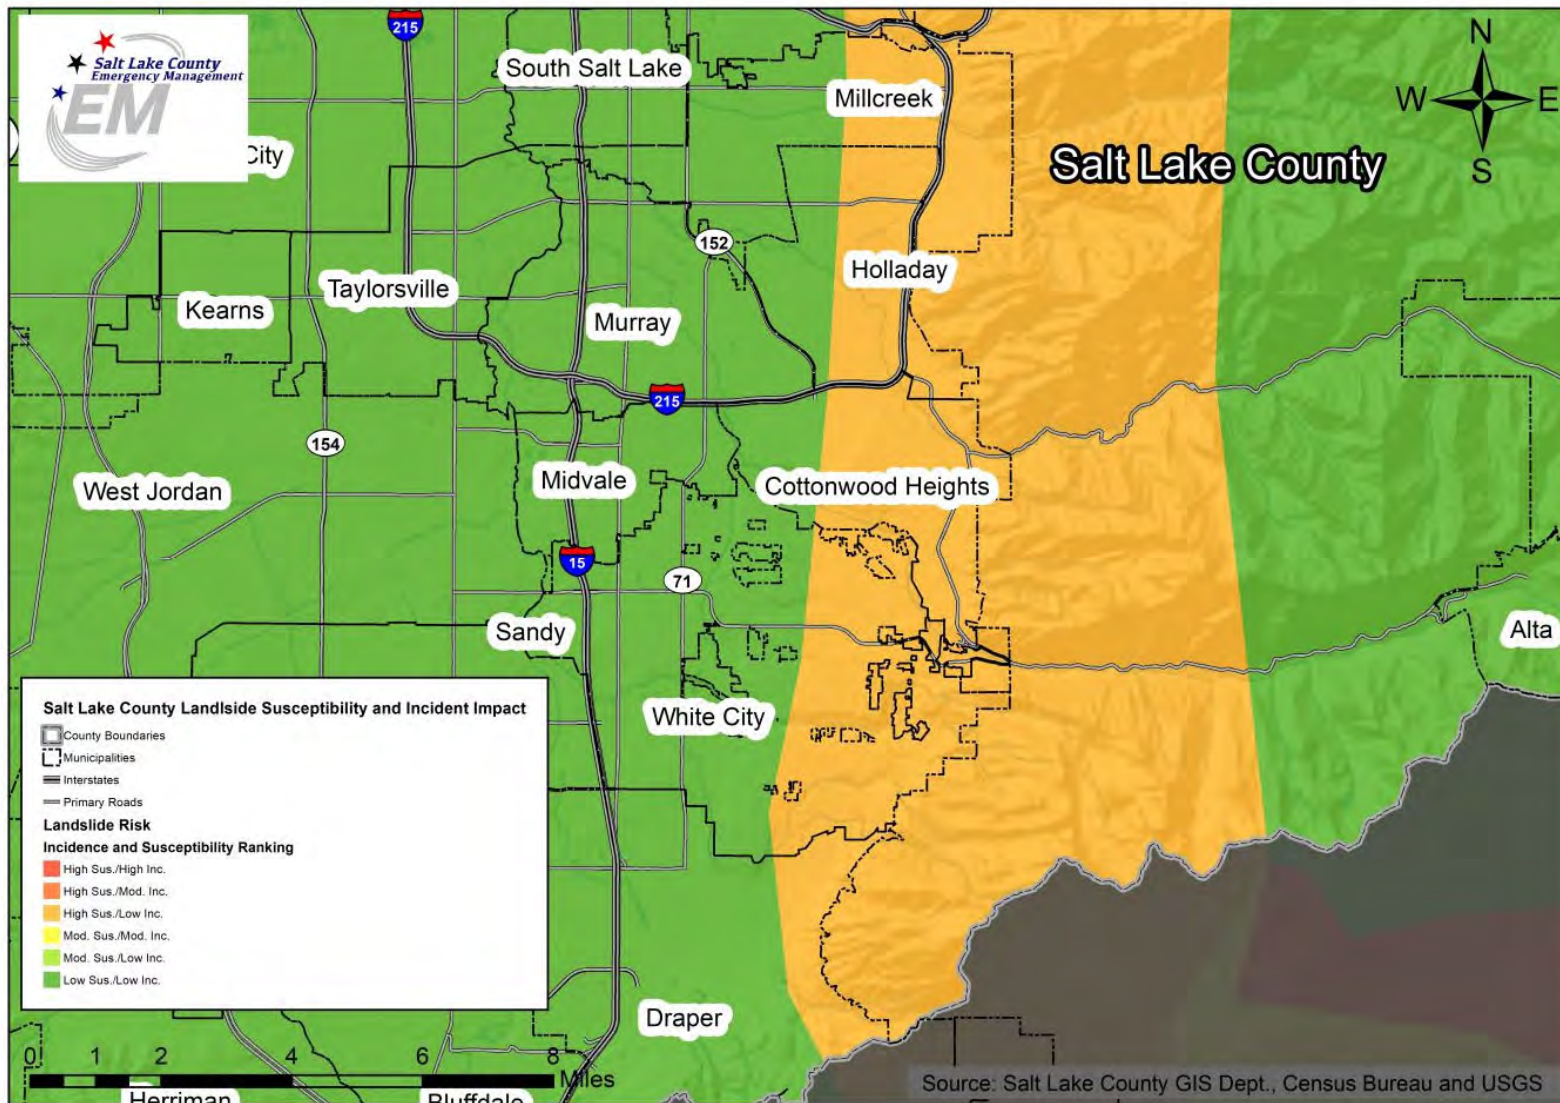 215
Salt Lake County
Emergency Management
EM
South Salt Lake
Millcreek
N
W E
S
City
Salt Lake County
152
Holladay
Taylorsville
Kearns
Murray
215
154
West Jordan
Midvale
Cottonwood Heights
15
71
Sandy
Alta
White City
Salt Lake County Landlside Susceptibility and Incident Impact
County Boundaries
Municipalities
Interstates
Primary Roads
Landslide Risk
Incidence and Susceptibility Ranking
High Sus./High Inc.
High Sus./Mod. Inc.
High Sus./Low Inc.
Mod. Sus./Mod. Inc.
Mod. Sus./Low Inc.
Low Sus./Low Inc.
Draper
0 1 2 4 6 8
Miles
Herriman
Bluffdale
Source: Salt Lake County GIS Dept., Census Bureau and USGS